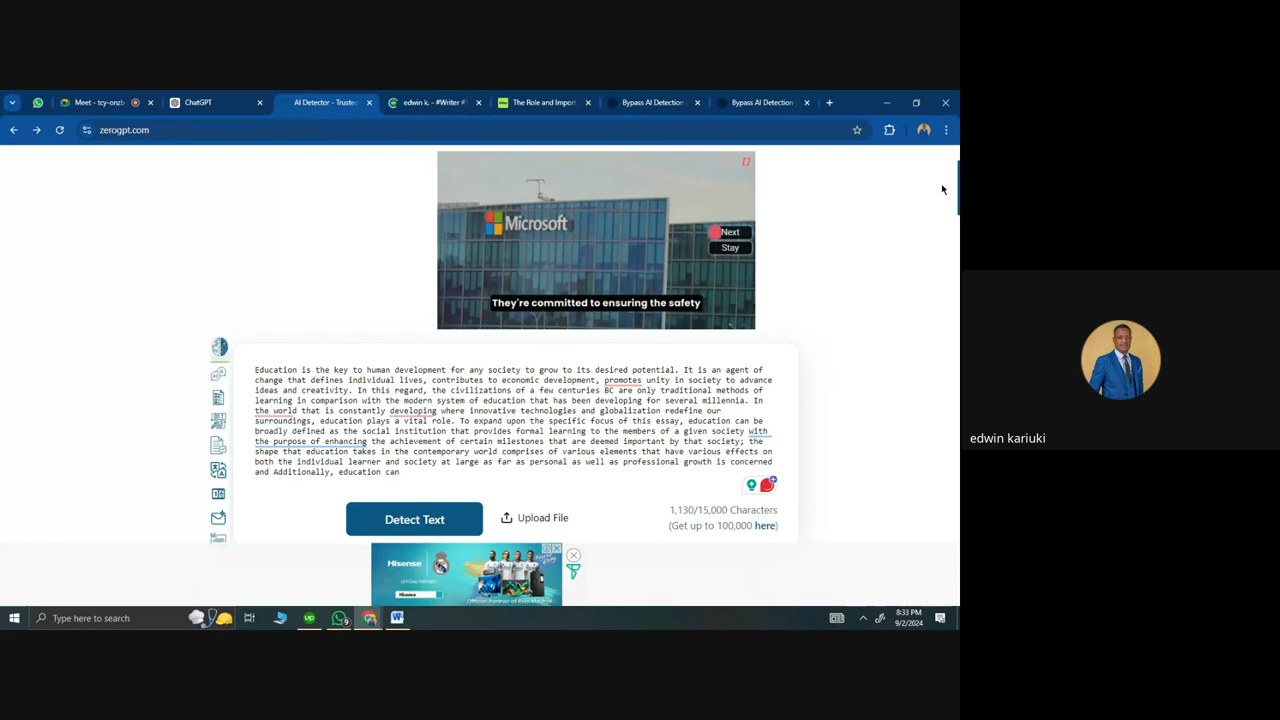 Meet - tcy-onzb
ChatGPT
AI Detector - Trusted
edwin k. - #Writer #
The Role and Impor
Bypass AI Detection
Bypass AI Detection
zerogpt.com
Microsoft
Next
Stay
They're committed to ensuring the safety
Education is the key to human development for any society to grow to its desired potential. It is an agent of
change that defines individual lives, contributes to economic development, promotes unity in society to advance
ideas and creativity. In this regard, the civilizations of a few centuries BC are only traditional methods of
learning in comparison with the modern system of education that has been developing for several millennia. In
the world that is constantly developing where innovative technologies and globalization redefine our
surroundings, education plays a vital role. To expand upon the specific focus of this essay, education can be
broadly defined as the social institution that provides formal learning to the members of a given society with
the purpose of enhancing the achievement of certain milestones that are deemed important by that society; the
shape that education takes in the contemporary world comprises of various elements that have various effects on
both the individual learner and society at large as far as personal as well as professional growth is concerned
and Additionally, education can
Detect Text
Upload File
1,130/15,000 Characters
(Get up to 100,000 here)
Hisense
Hisense
Official Partner of Real Madrid
Type here to search
up
9
W
8:33 PM
9/2/2024
edwin kariuki